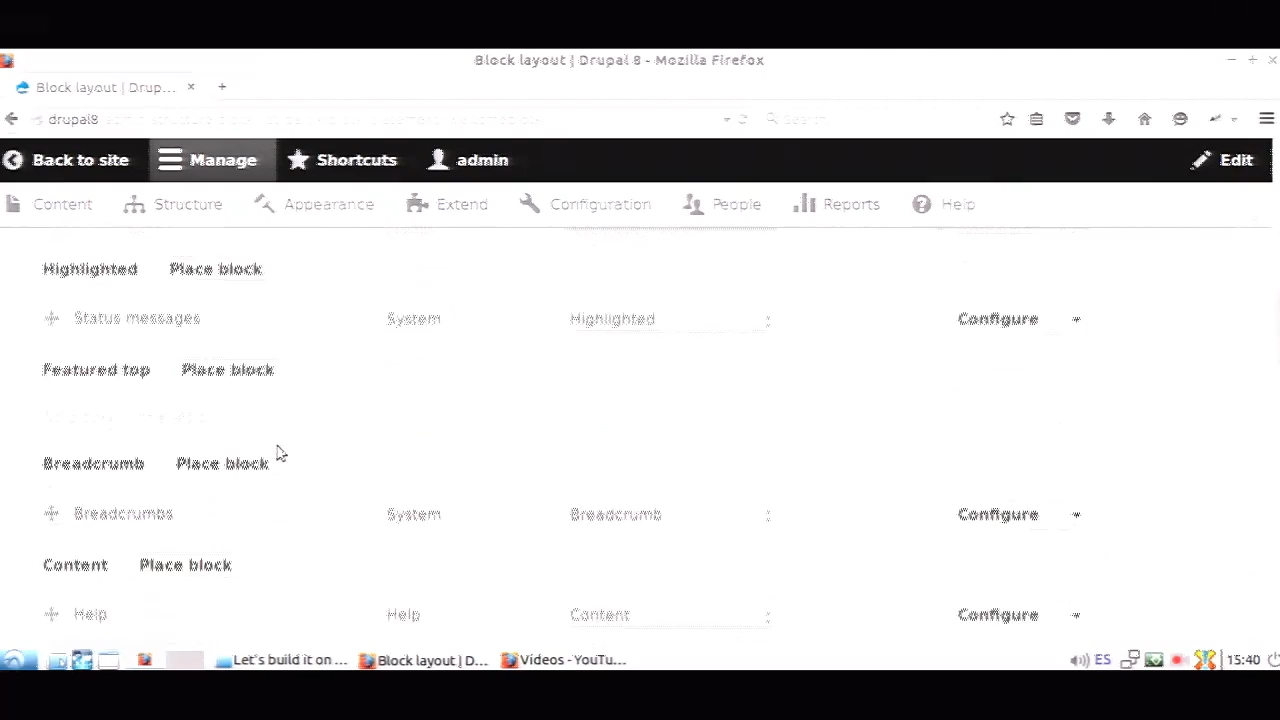 Block layout | Drupal 8 - Mozilla Firefox
Block layout | Drup... × +
drupal8 Search
Back to site Manage Shortcuts admin Edit
Content Structure Appearance Extend Configuration People Reports Help
Highlighted Place block
Status messages System Highlighted Configure
Featured top Place block
Breadcrumb Place block
Breadcrumbs System Breadcrumb Configure
Content Place block
Help Help Content Configure
Let's build it on ... Block layout | D... Videos - YouTu... ES 15:40